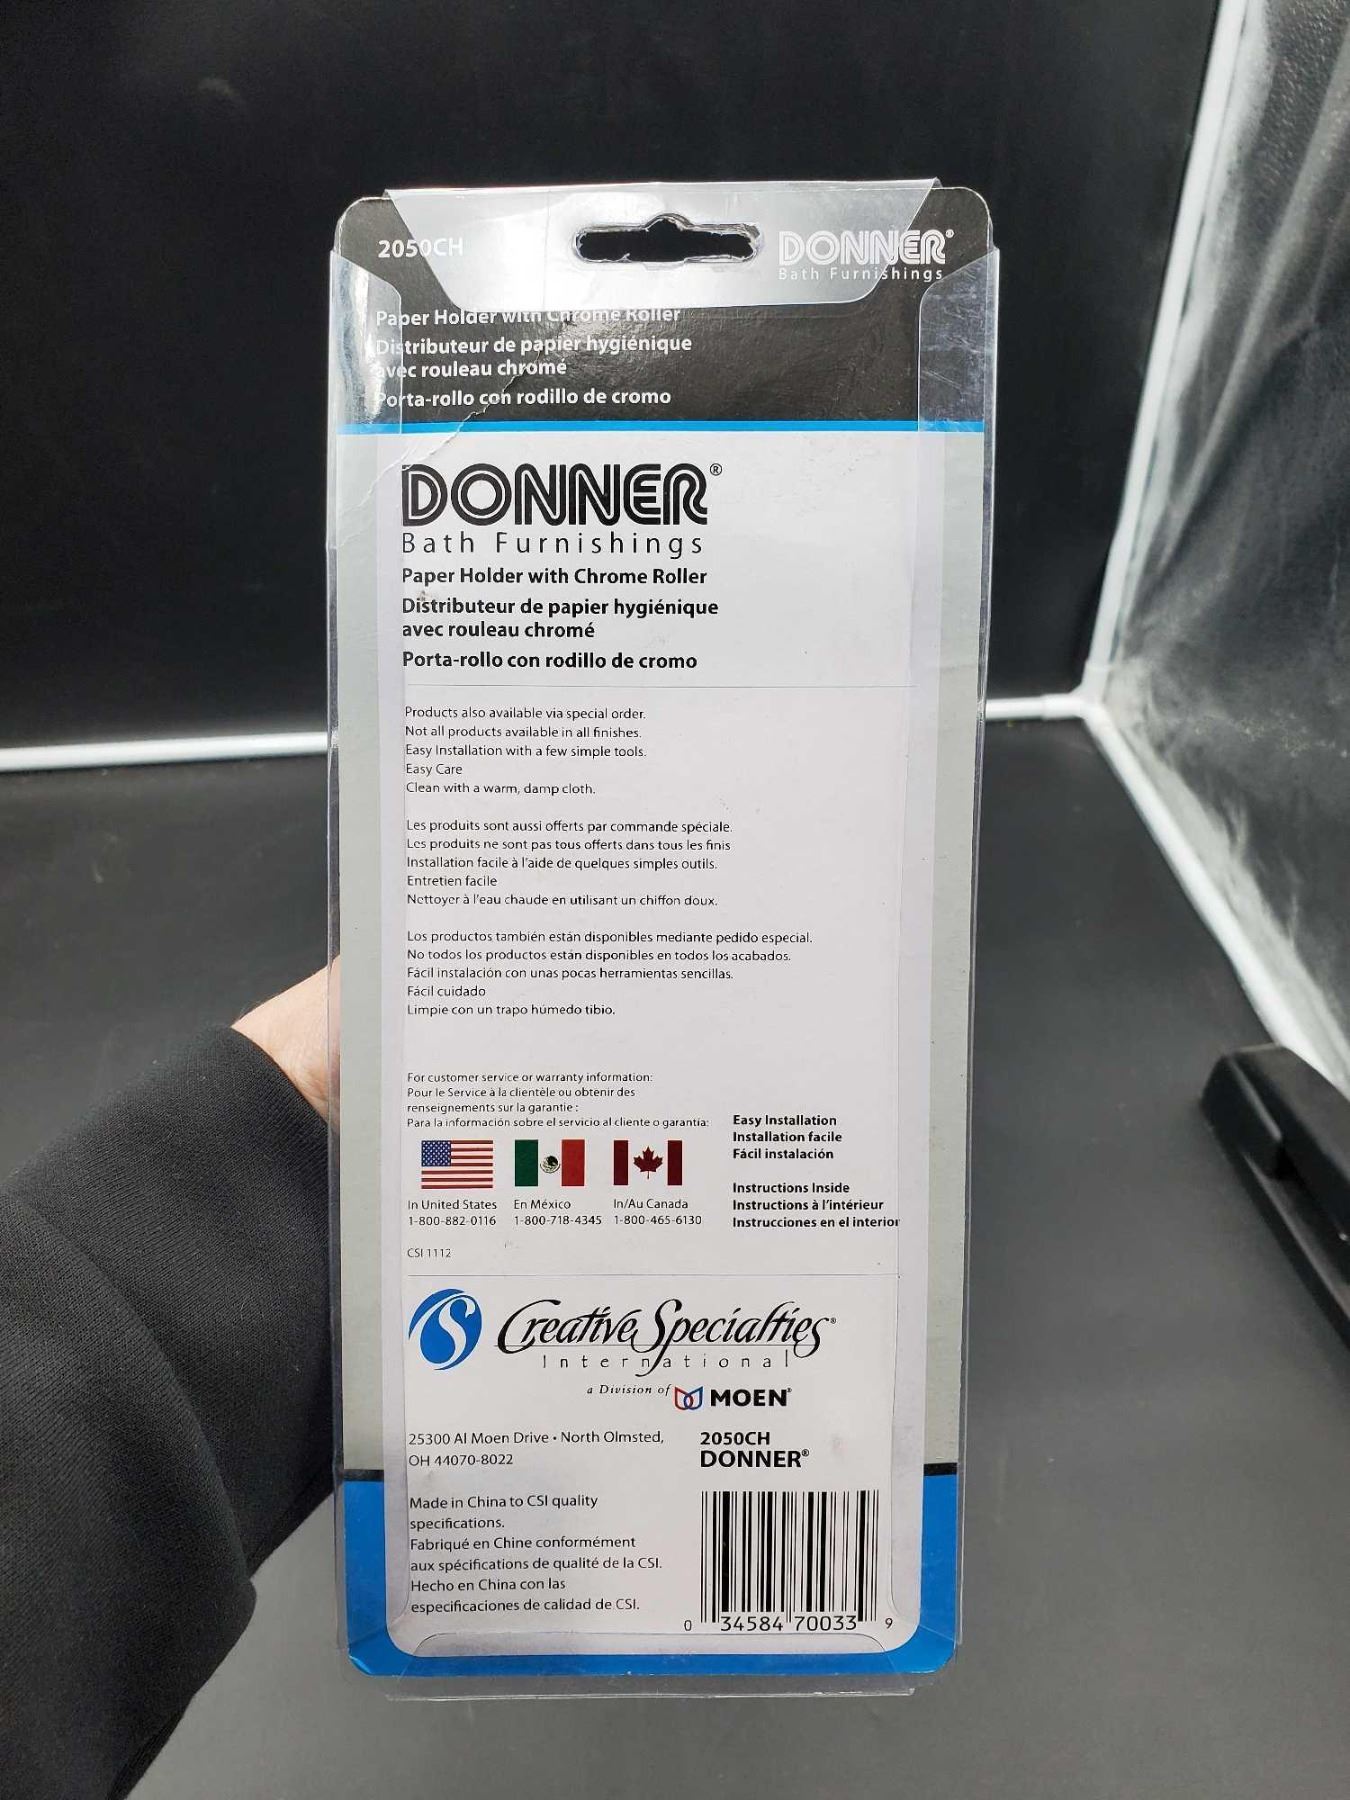 2050CH
DONNER®
Bath Furnishings
Paper Holder with Chrome Roller
Distributeur de papier hygiénique
avec rouleau chromé
Porta-rollo con rodillo de cromo
DONNER®
Bath Furnishings
Paper Holder with Chrome Roller
Distributeur de papier hygiénique
avec rouleau chromé
Porta-rollo con rodillo de cromo
Products also available via special order.
Not all products available in all finishes.
Easy Installation with a few simple tools.
Easy Care
Clean with a warm, damp cloth.
Les produits sont aussi offerts par commande spéciale.
Les produits ne sont pas tous offerts dans tous les finis
Installation facile à l'aide de quelques simples outils.
Entretien facile
Nettoyer à l'eau chaude en utilisant un chiffon doux.
Los productos también están disponibles mediante pedido especial.
No todos los productos están disponibles en todos los acabados.
Fácil instalación con unas pocas herramientas sencillas.
Fácil cuidado
Limpie con un trapo húmedo tibio.
For customer service or warranty information:
Pour le Service à la clientèle ou obtenir des
renseignements sur la garantie :
Para la información sobre el servicio al cliente o garantía:
In United States
1-800-882-0116
En México
1-800-718-4345
In/Au Canada
1-800-465-6130
Easy Installation
Installation facile
Fácil instalación
Instructions Inside
Instructions à l'intérieur
Instrucciones en el interior
CSI 1112
Creative Specialties®
International
a Division of MOEN®
25300 Al Moen Drive • North Olmsted,
OH 44070-8022
2050CH
DONNER®
Made in China to CSI quality
specifications.
Fabriqué en Chine conformément
aux spécifications de qualité de la CSI.
Hecho en China con las
especificaciones de calidad de CSI.
0 34584 70033 9